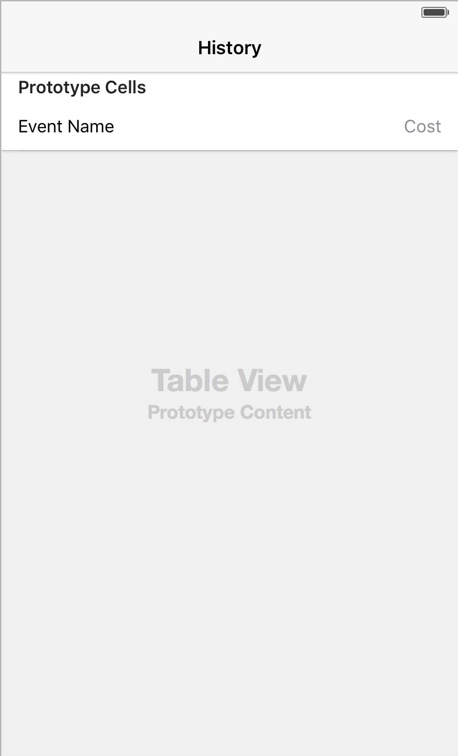 History
Prototype Cells
Event Name Cost
Table View
Prototype Content